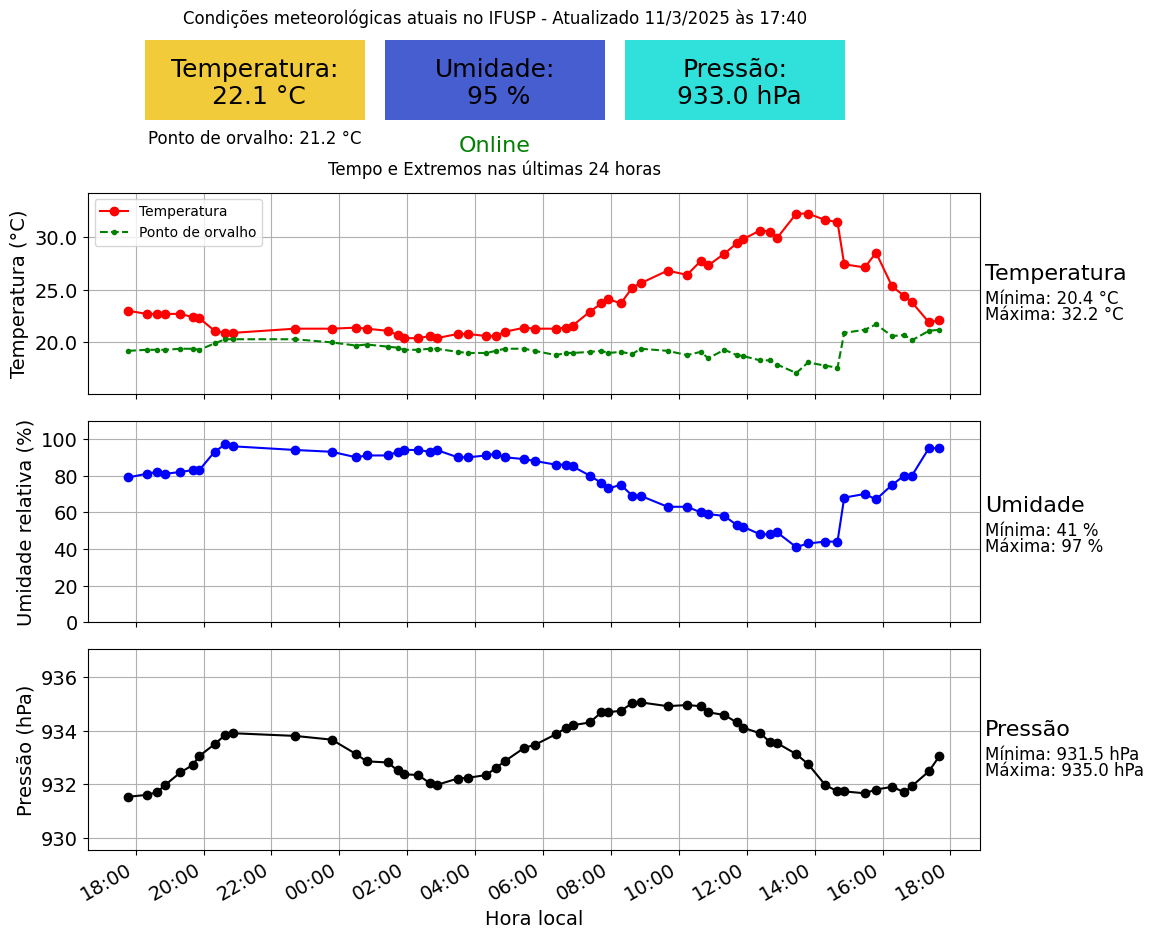 Condições meteorológicas atuais no IFUSP - Atualizado 11/3/2025 às 17:40
Temperatura:
22.1 °C
Umidade:
95 %
Pressão:
933.0 hPa
Ponto de orvalho: 21.2 °C
Online
Tempo e Extremos nas últimas 24 horas
Temperatura (°C)
30.0
25.0
20.0
Temperatura
Ponto de orvalho
Temperatura
Mínima: 20.4 °C
Máxima: 32.2 °C
Umidade relativa (%)
100
80
60
40
20
0
Umidade
Mínima: 41 %
Máxima: 97 %
Pressão (hPa)
936
934
932
930
Pressão
Mínima: 931.5 hPa
Máxima: 935.0 hPa
18:00 20:00 22:00 00:00 02:00 04:00 06:00 08:00 10:00 12:00 14:00 16:00 18:00
Hora local